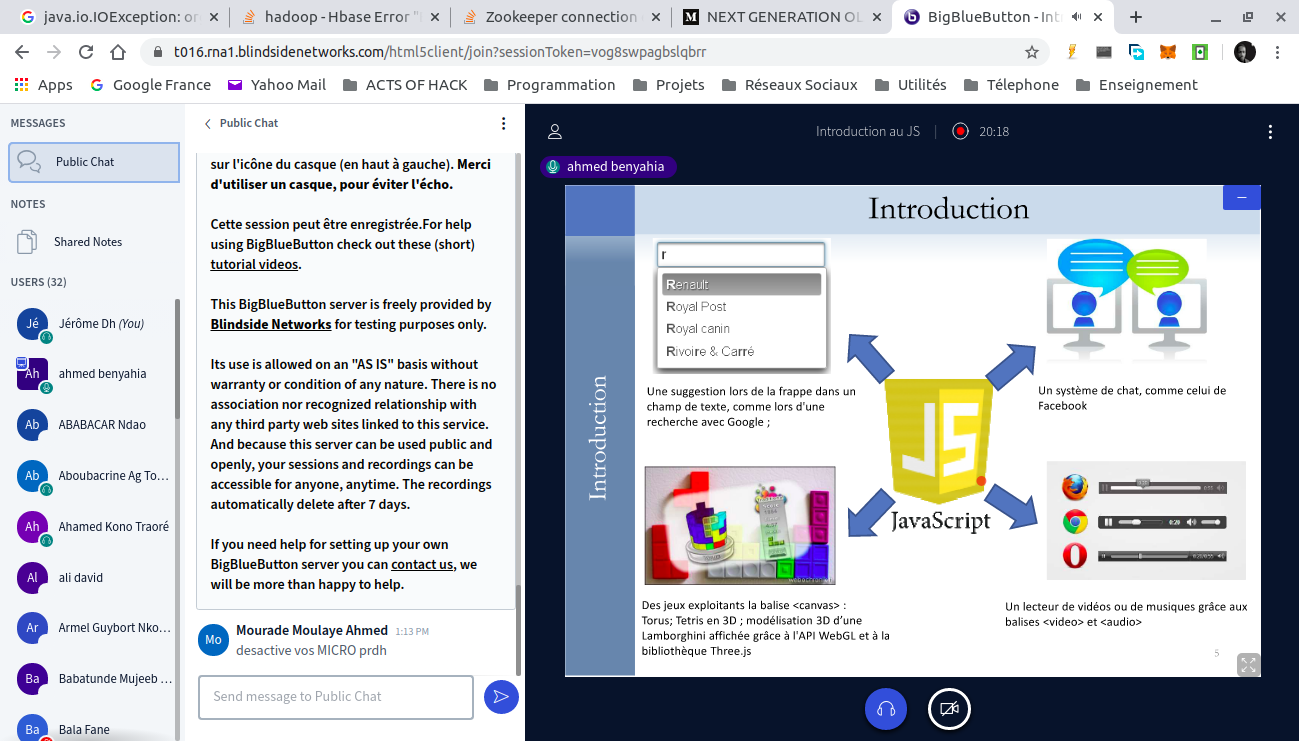 java.io.IOException: or
hadoop - Hbase Error "
Zookeeper connection
NEXT GENERATION OL
BigBlueButton - Int
t016.rna1.blindsidenetworks.com/html5client/join?sessionToken=vog8swpagbslqbrr
Apps
Google France
Yahoo Mail
ACTS OF HACK
Programmation
Projets
Réseaux Sociaux
Utilités
Télephone
Enseignement
MESSAGES
Public Chat
NOTES
Shared Notes
USERS (32)
Jé
Jérôme Dh (You)
Ah
ahmed benyahia
Ab
ABABACAR Ndao
Ab
Aboubacrine Ag To...
Ah
Ahamed Kono Traoré
Al
ali david
Ar
Armel Guybort Nko...
Ba
Babatunde Mujeeb ...
Ba
Bala Fane
Public Chat
sur l'icône du casque (en haut à gauche). Merci
d'utiliser un casque, pour éviter l'écho.
Cette session peut être enregistrée.For help
using BigBlueButton check out these (short)
tutorial videos.
This BigBlueButton server is freely provided by
Blindside Networks for testing purposes only.
Its use is allowed on an "AS IS" basis without
warranty or condition of any nature. There is no
association nor recognized relationship with
any third party web sites linked to this service.
And because this server can be used public and
openly, your sessions and recordings can be
accessible for anyone, anytime. The recordings
automatically delete after 7 days.
If you need help for setting up your own
BigBlueButton server you can contact us, we
will be more than happy to help.
Mo
Mourade Moulaye Ahmed 1:13 PM
desactive vos MICRO prdh
Send message to Public Chat
Introduction au JS
20:18
ahmed benyahia
Introduction
Introduction
r
Renault
Royal Post
Royal canin
Rivoire & Carré
Une suggestion lors de la frappe dans un
champ de texte, comme lors d'une
recherche avec Google ;
Un système de chat, comme celui de
Facebook
JS
JavaScript
Des jeux exploitants la balise <canvas> :
Torus; Tetris en 3D ; modélisation 3D d'une
Lamborghini affichée grâce à l'API WebGL et à la
bibliothèque Three.js
Un lecteur de vidéos ou de musiques grâce aux
balises <video> et <audio>
5